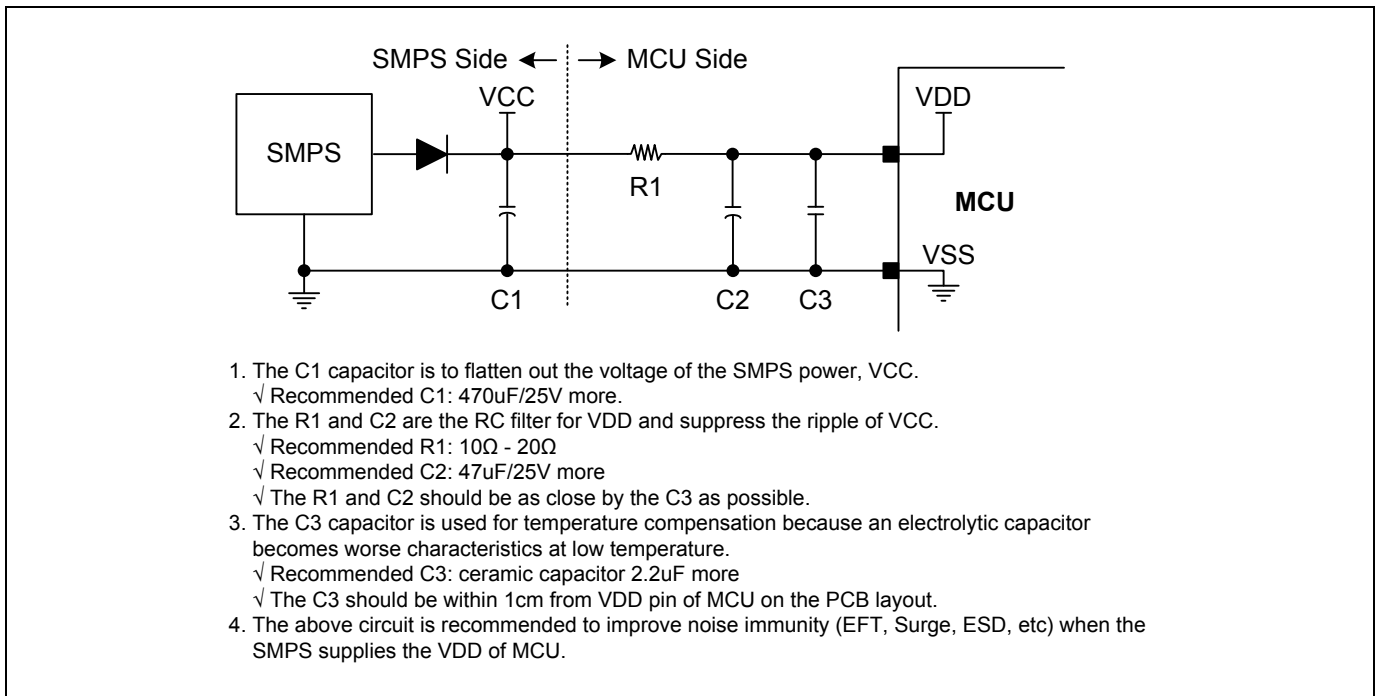 SMPS Side
MCU Side
VCC
VDD
SMPS
R1
MCU
VSS
C1
C2
C3
1. The C1 capacitor is to flatten out the voltage of the SMPS power, VCC.
√ Recommended C1: 470uF/25V more.
2. The R1 and C2 are the RC filter for VDD and suppress the ripple of VCC.
√ Recommended R1: 10Ω - 20Ω
√ Recommended C2: 47uF/25V more
√ The R1 and C2 should be as close by the C3 as possible.
3. The C3 capacitor is used for temperature compensation because an electrolytic capacitor
becomes worse characteristics at low temperature.
√ Recommended C3: ceramic capacitor 2.2uF more
√ The C3 should be within 1cm from VDD pin of MCU on the PCB layout.
4. The above circuit is recommended to improve noise immunity (EFT, Surge, ESD, etc) when the
SMPS supplies the VDD of MCU.